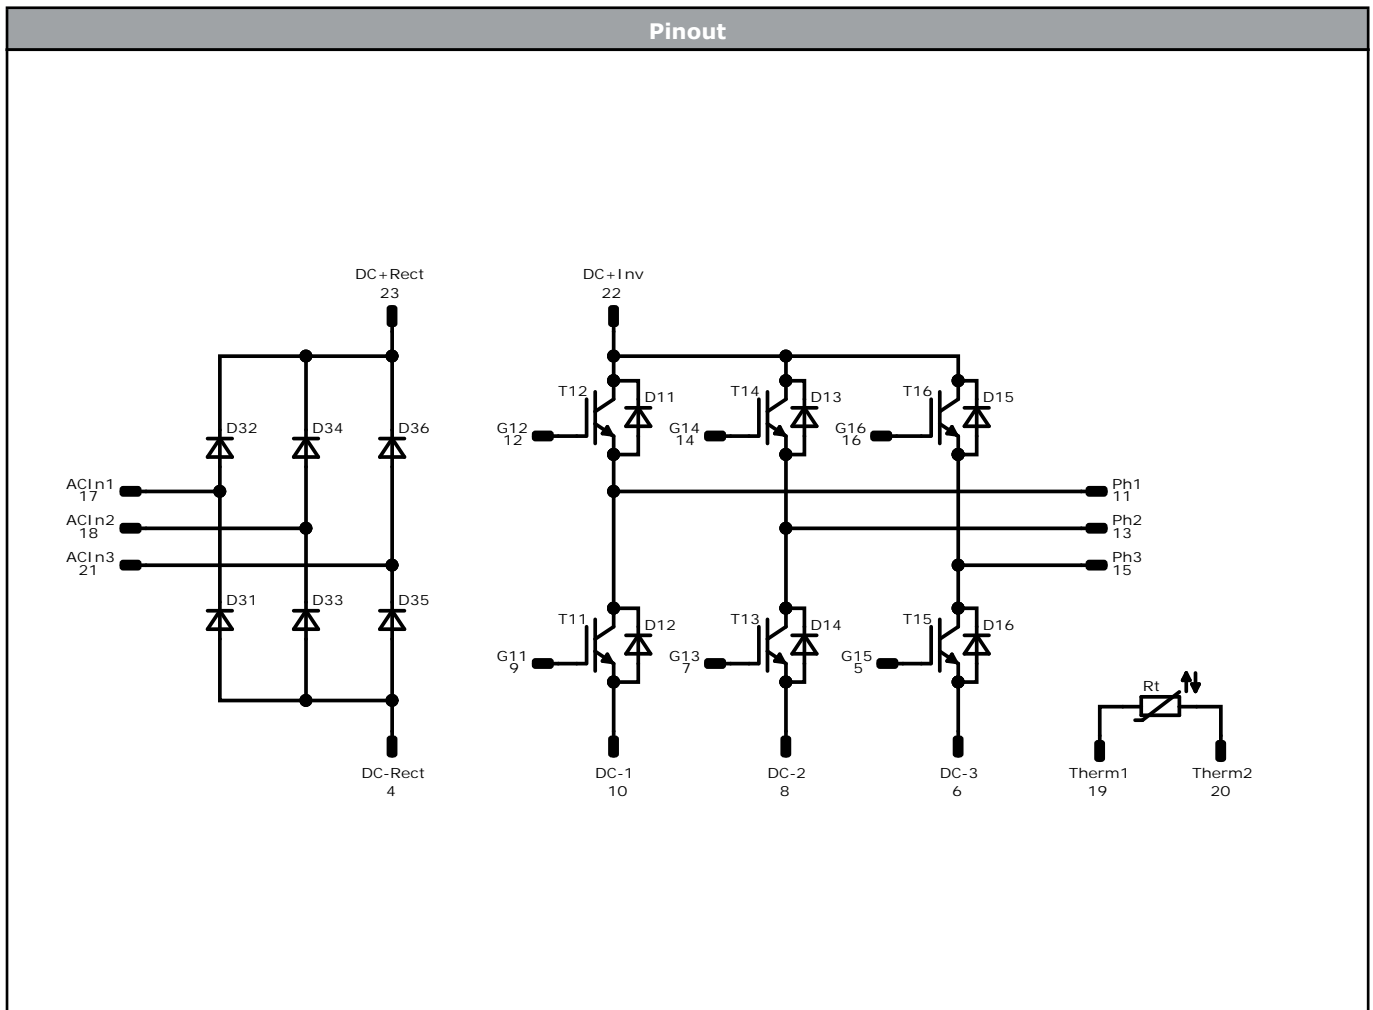 Pinout
DC+Rect
23
DC+Inv
22
T12
D11
T14
D13
T16
D15
D32
D34
D36
G12
12
G14
14
G16
16
ACIn1
17
ACIn2
18
ACIn3
21
Ph1
11
Ph2
13
Ph3
15
D31
D33
D35
T11
D12
T13
D14
T15
D16
G11
9
G13
7
G15
5
Rt
DC-Rect
4
DC-1
10
DC-2
8
DC-3
6
Therm1
19
Therm2
20